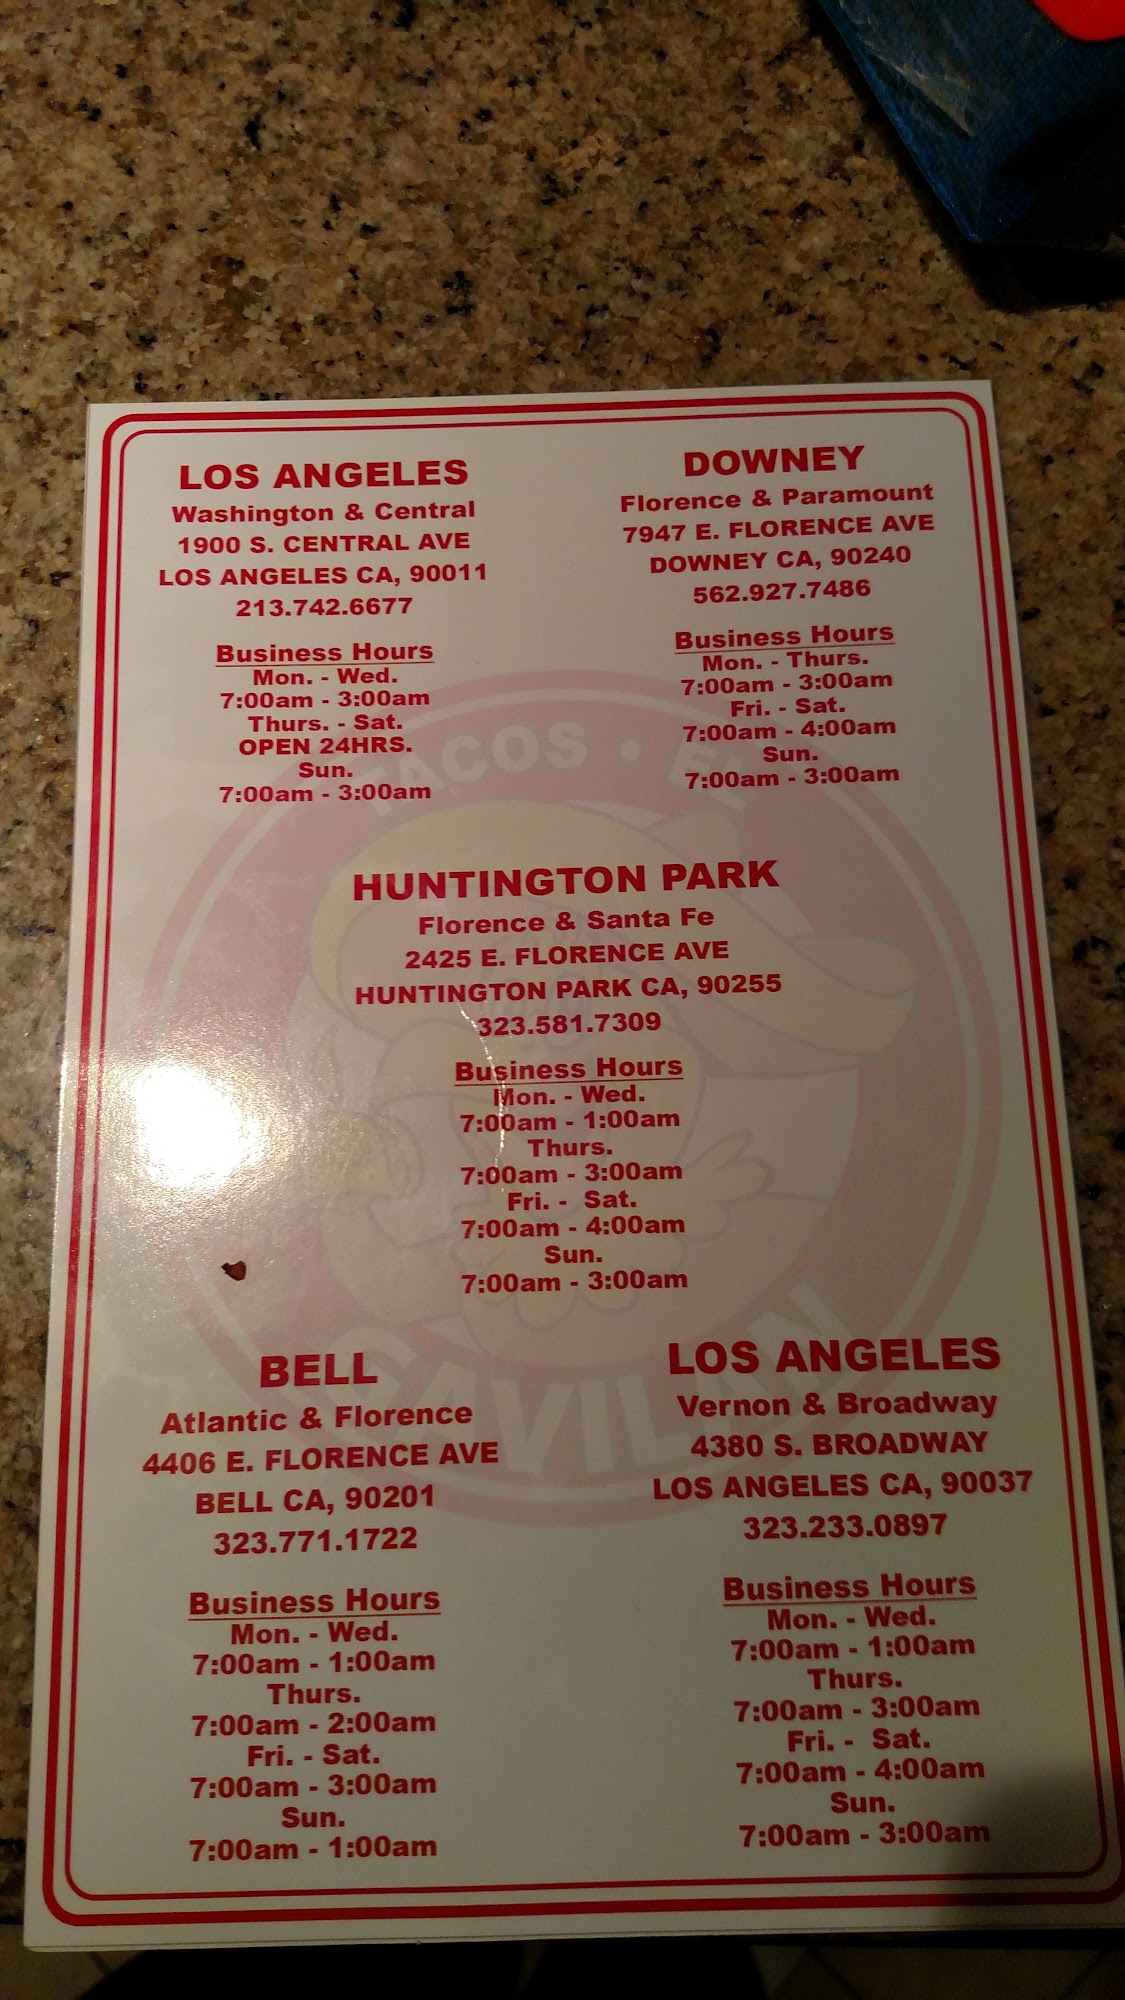 LOS ANGELES
Washington & Central
1900 S. CENTRAL AVE
LOS ANGELES CA, 90011
213.742.6677
Business Hours
Mon. - Wed.
7:00am - 3:00am
Thurs. - Sat.
OPEN 24HRS.
Sun.
7:00am - 3:00am
DOWNEY
Florence & Paramount
7947 E. FLORENCE AVE
DOWNEY CA, 90240
562.927.7486
Business Hours
Mon. - Thurs.
7:00am - 3:00am
Fri. - Sat.
7:00am - 4:00am
Sun.
7:00am - 3:00am
TACOS • EL
HUNTINGTON PARK
Florence & Santa Fe
2425 E. FLORENCE AVE
HUNTINGTON PARK CA, 90255
323.581.7309
Business Hours
Mon. - Wed.
7:00am - 1:00am
Thurs.
7:00am - 3:00am
Fri. - Sat.
7:00am - 4:00am
Sun.
7:00am - 3:00am
GAVILAN
BELL
Atlantic & Florence
4406 E. FLORENCE AVE
BELL CA, 90201
323.771.1722
Business Hours
Mon. - Wed.
7:00am - 1:00am
Thurs.
7:00am - 2:00am
Fri. - Sat.
7:00am - 3:00am
Sun.
7:00am - 1:00am
LOS ANGELES
Vernon & Broadway
4380 S. BROADWAY
LOS ANGELES CA, 90037
323.233.0897
Business Hours
Mon. - Wed.
7:00am - 1:00am
Thurs.
7:00am - 3:00am
Fri. - Sat.
7:00am - 4:00am
Sun.
7:00am - 3:00am